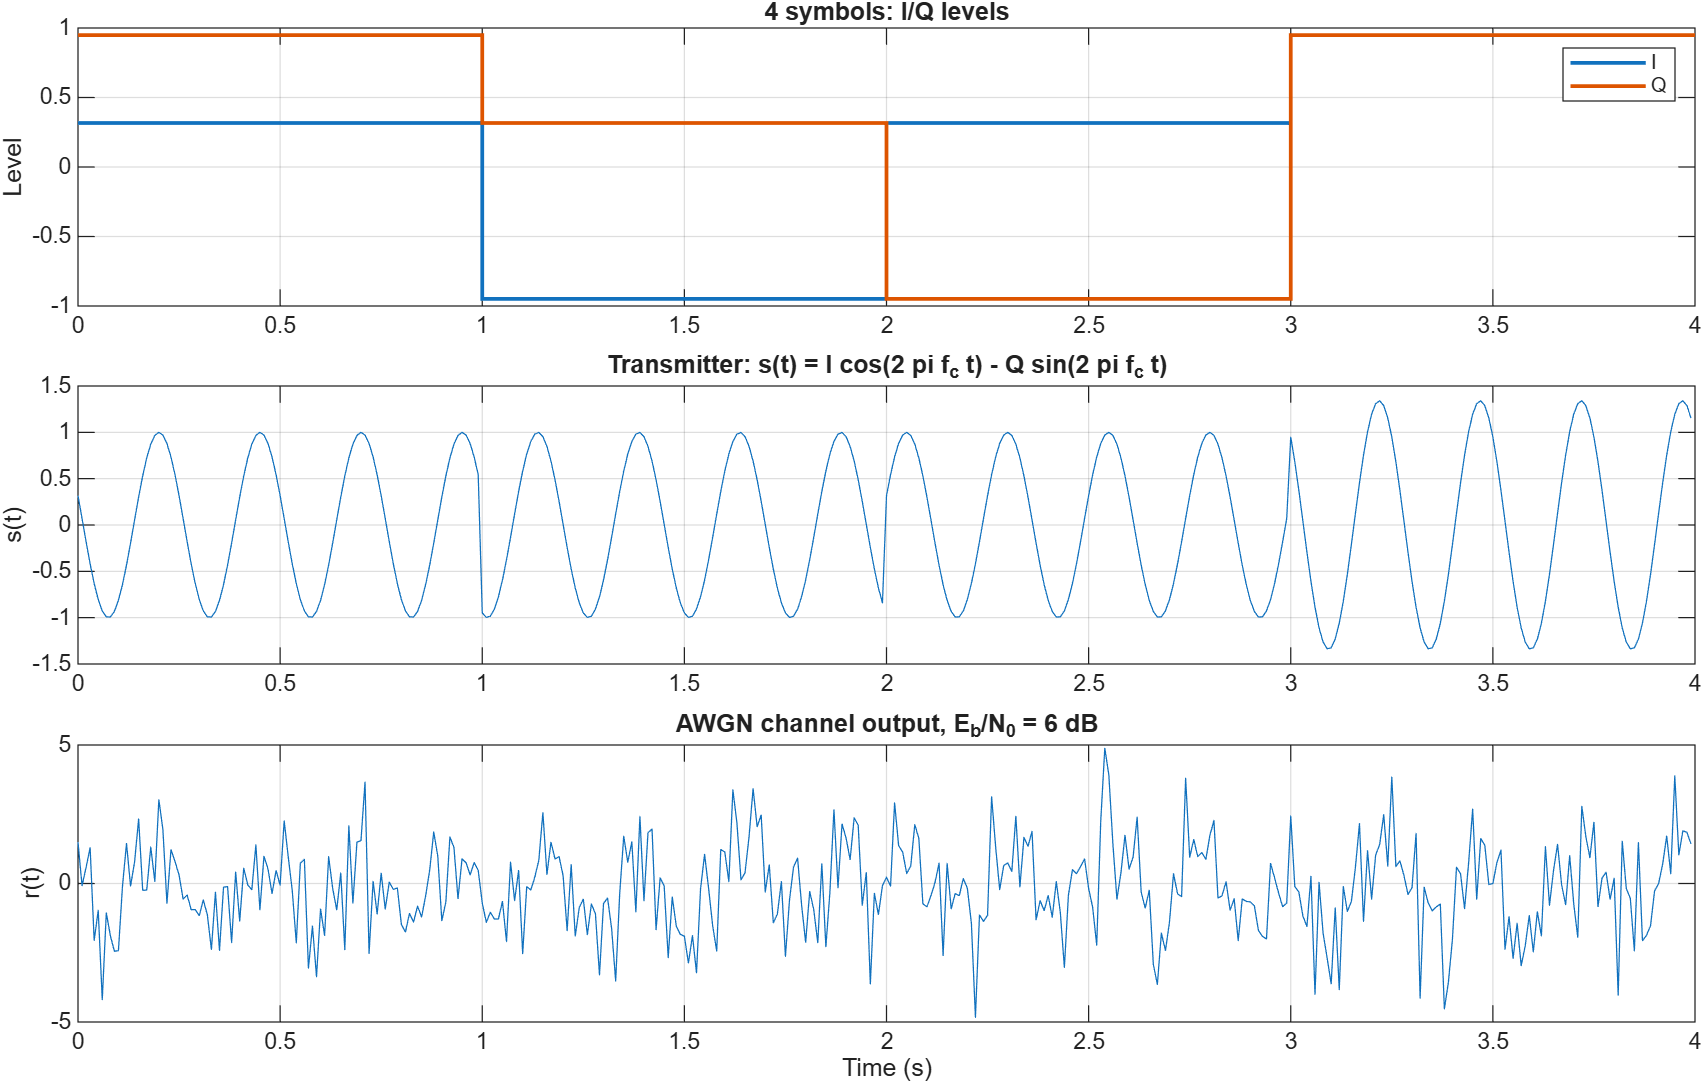 4 symbols: I/Q levels
1
0.5
0
-0.5
-1
Level
I
Q
0 0.5 1 1.5 2 2.5 3 3.5 4
Transmitter: s(t) = I cos(2 pi f_c t) - Q sin(2 pi f_c t)
1.5
1
0.5
0
-0.5
-1
-1.5
s(t)
0 0.5 1 1.5 2 2.5 3 3.5 4
AWGN channel output, E_b/N_0 = 6 dB
5
0
-5
r(t)
0 0.5 1 1.5 2 2.5 3 3.5 4
Time (s)